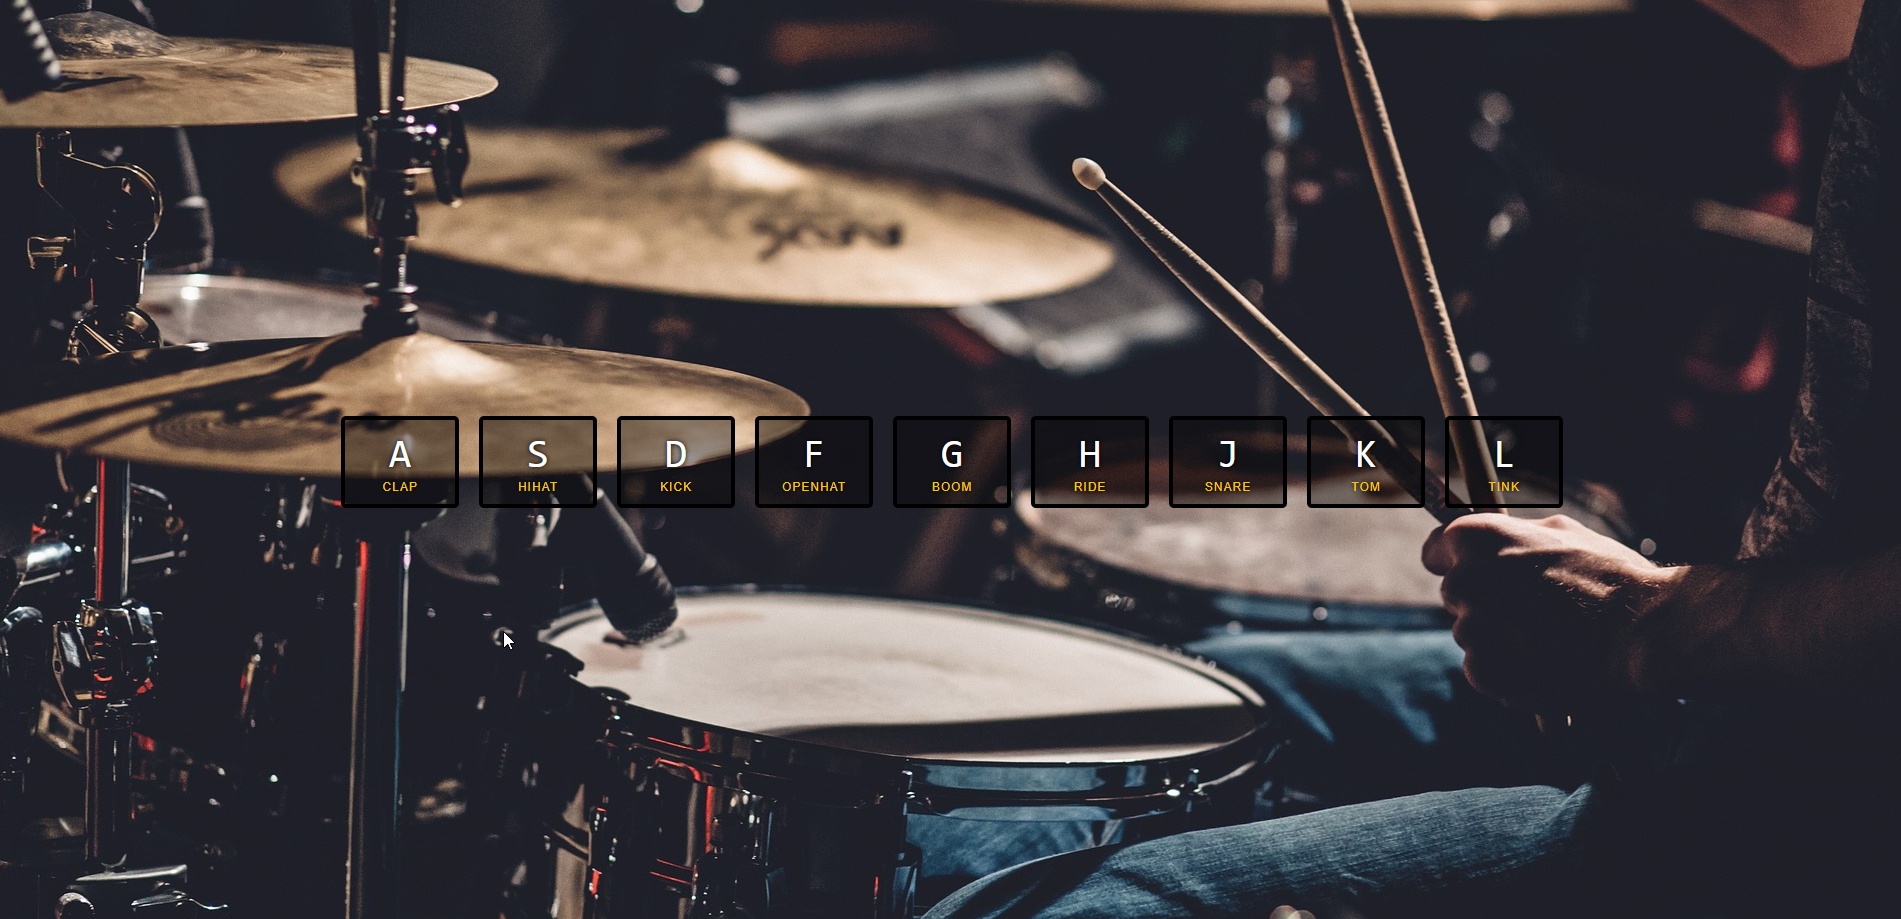 A S D F G H J K L
CLAP HIHAT KICK OPENHAT BOOM RIDE SNARE TOM TINK